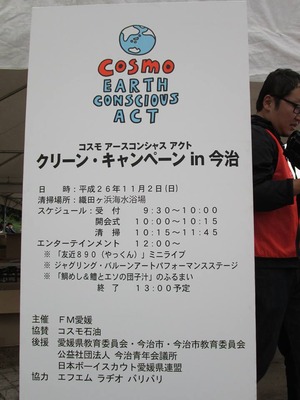 COSMO
EARTH
CONSCIOUS
ACT
コスモ アースコンシャス アクト
クリーン・キャンペーン in 今治
日　　時：平成26年11月2日(日)
清掃場所：織田ヶ浜海水浴場
スケジュール：受　付　　9:30～10:00
開会式　10:00～10:15
清　掃　10:15～11:45
エンターテインメント　12:00～
※「友近890（やっくん）」ミニライブ
※ ジャグリング・バルーンアートパフォーマンスステージ
※「鯛めし&鱧とエソの団子汁」のふるまい
終　了　13:00予定
主催　FM愛媛
協賛　コスモ石油
後援　愛媛県教育委員会・今治市・今治市教育委員会
公益社団法人 今治青年会議所
日本ボーイスカウト愛媛県連盟
協力　エフエム ラヂオ バリバリ